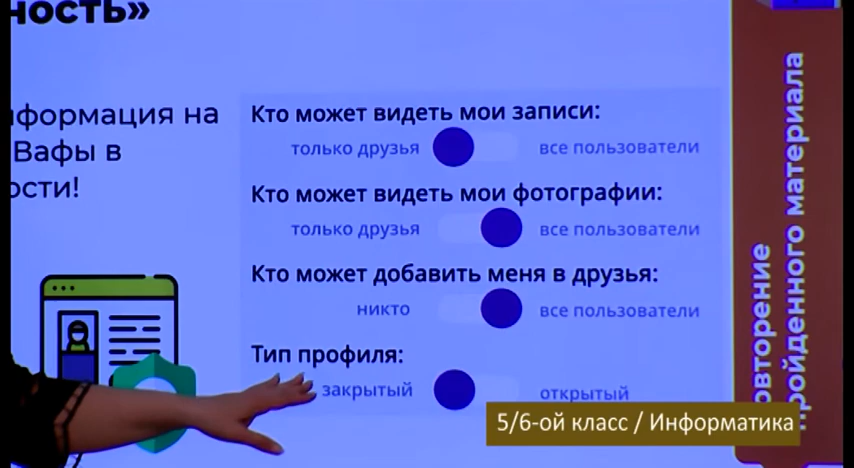 ность»
формация на
Вафы в
ости!
Кто может видеть мои записи:
только друзья все пользователи
Кто может видеть мои фотографии:
только друзья все пользователи
Кто может добавить меня в друзья:
никто все пользователи
Тип профиля:
закрытый открытый
овторение
пройденного материала
5/6-ой класс / Информатика